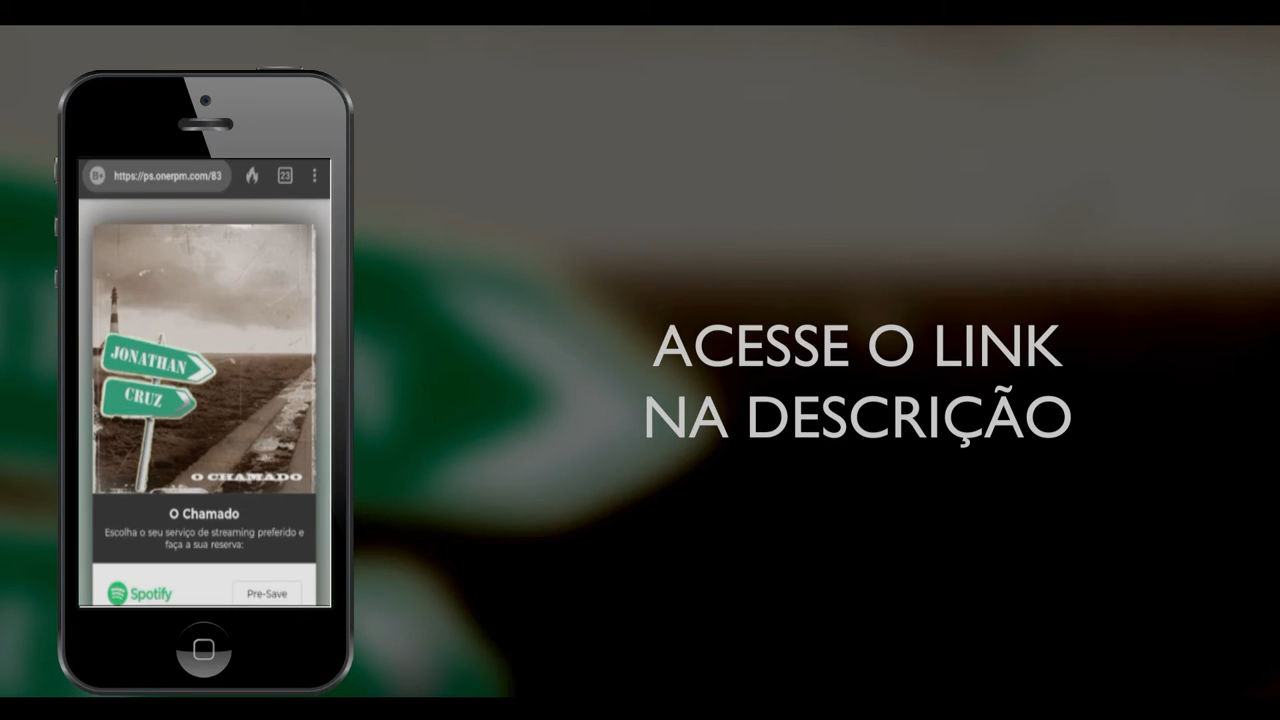 B+
https://ps.onerpm.com/83
23
JONATHAN
CRUZ
O CHAMADO
O Chamado
Escolha o seu serviço de streaming preferido e
faça a sua reserva:
Spotify
Pre-Save
ACESSE O LINK
NA DESCRIÇÃO